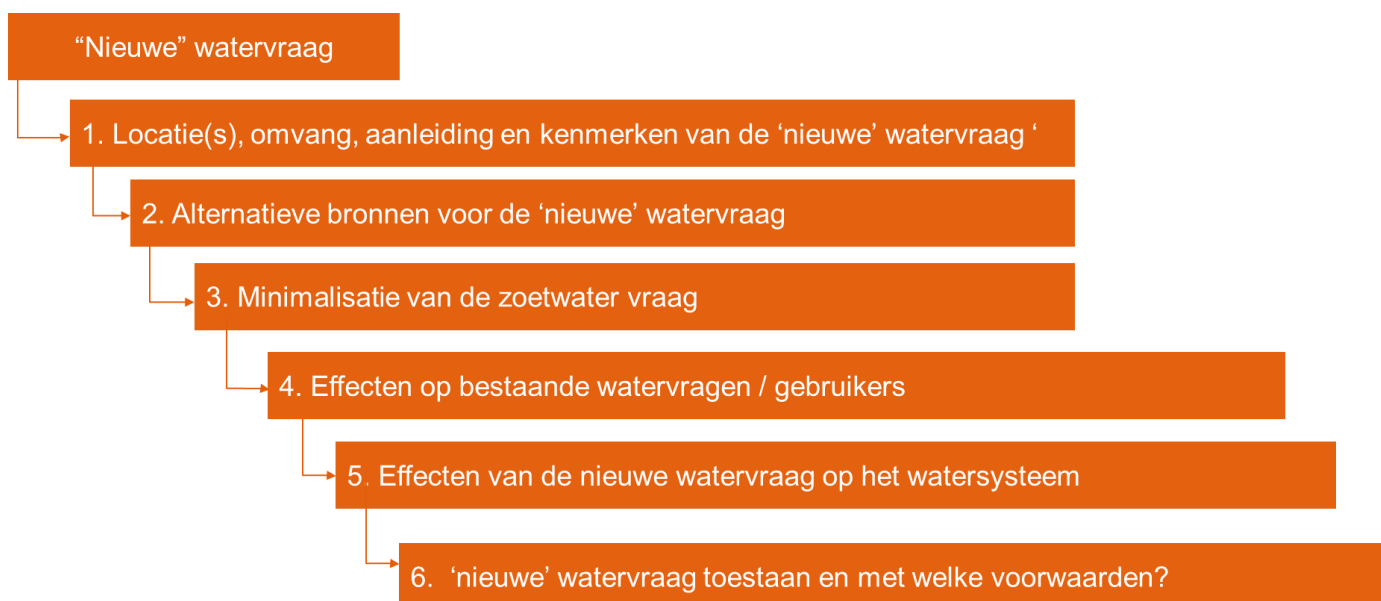 “Nieuwe” watervraag
1. Locatie(s), omvang, aanleiding en kenmerken van de ‘nieuwe’ watervraag ‘
2. Alternatieve bronnen voor de ‘nieuwe’ watervraag
3. Minimalisatie van de zoetwater vraag
4. Effecten op bestaande watervragen / gebruikers
5. Effecten van de nieuwe watervraag op het watersysteem
6. ‘nieuwe’ watervraag toestaan en met welke voorwaarden?